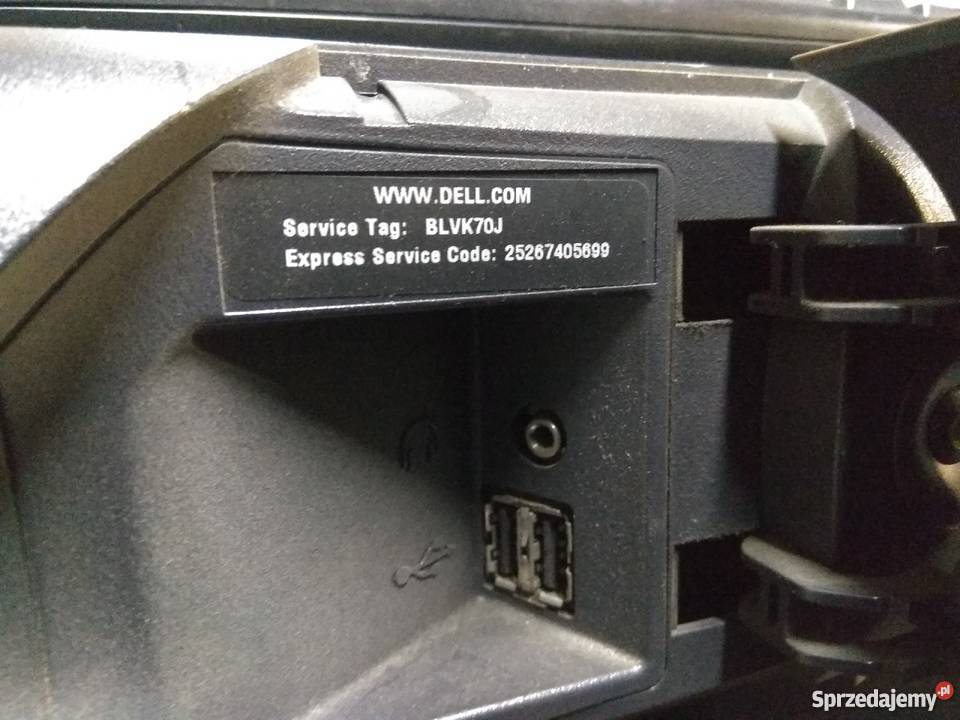 WWW.DELL.COM
Service Tag: BLVK70J
Express Service Code: 25267405699
Sprzedajemy.pl